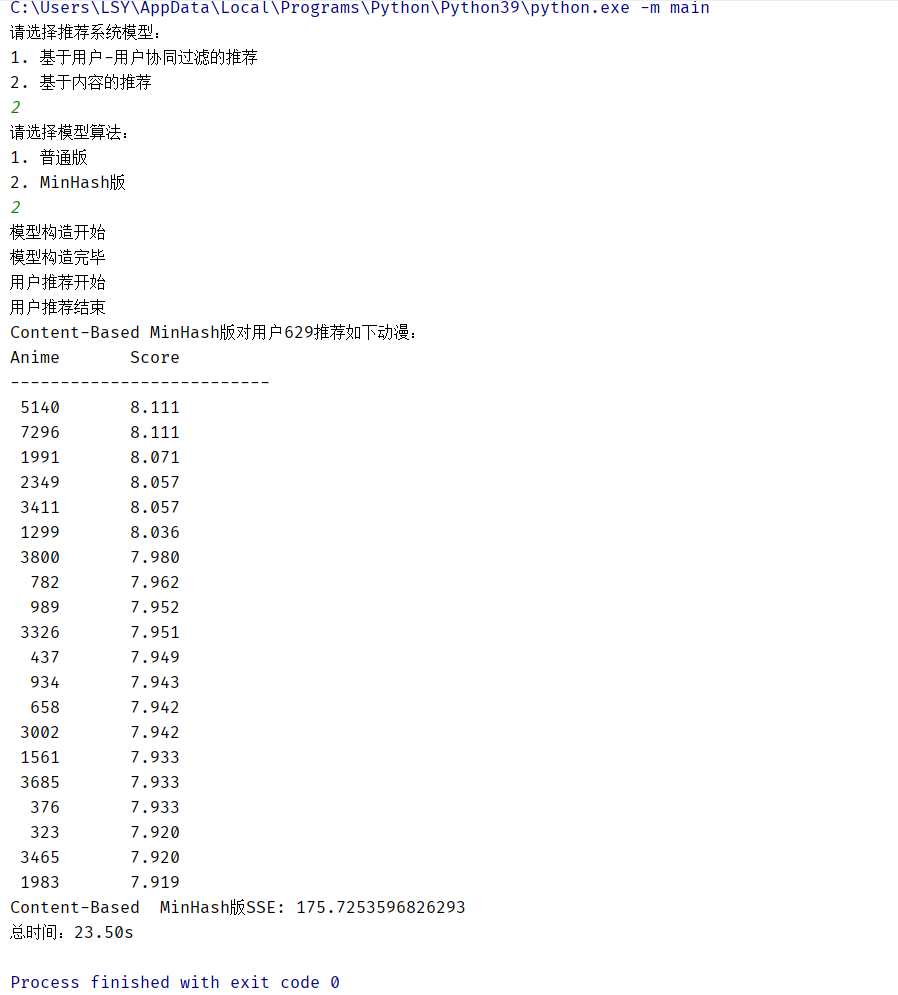 C:\Users\LSY\AppData\Local\Programs\Python\Python39\python.exe -m main
请选择推荐系统模型：
1. 基于用户-用户协同过滤的推荐
2. 基于内容的推荐
2
请选择模型算法：
1. 普通版
2. MinHash版
2
模型构造开始
模型构造完毕
用户推荐开始
用户推荐结束
Content-Based MinHash版对用户629推荐如下动漫：
Anime       Score
--------------------------
 5140       8.111
 7296       8.111
 1991       8.071
 2349       8.057
 3411       8.057
 1299       8.036
 3800       7.980
  782       7.962
  989       7.952
 3326       7.951
  437       7.949
  934       7.943
  658       7.942
 3002       7.942
 1561       7.933
 3685       7.933
  376       7.933
  323       7.920
 3465       7.920
 1983       7.919
Content-Based  MinHash版SSE: 175.7253596826293
总时间：23.50s
Process finished with exit code 0